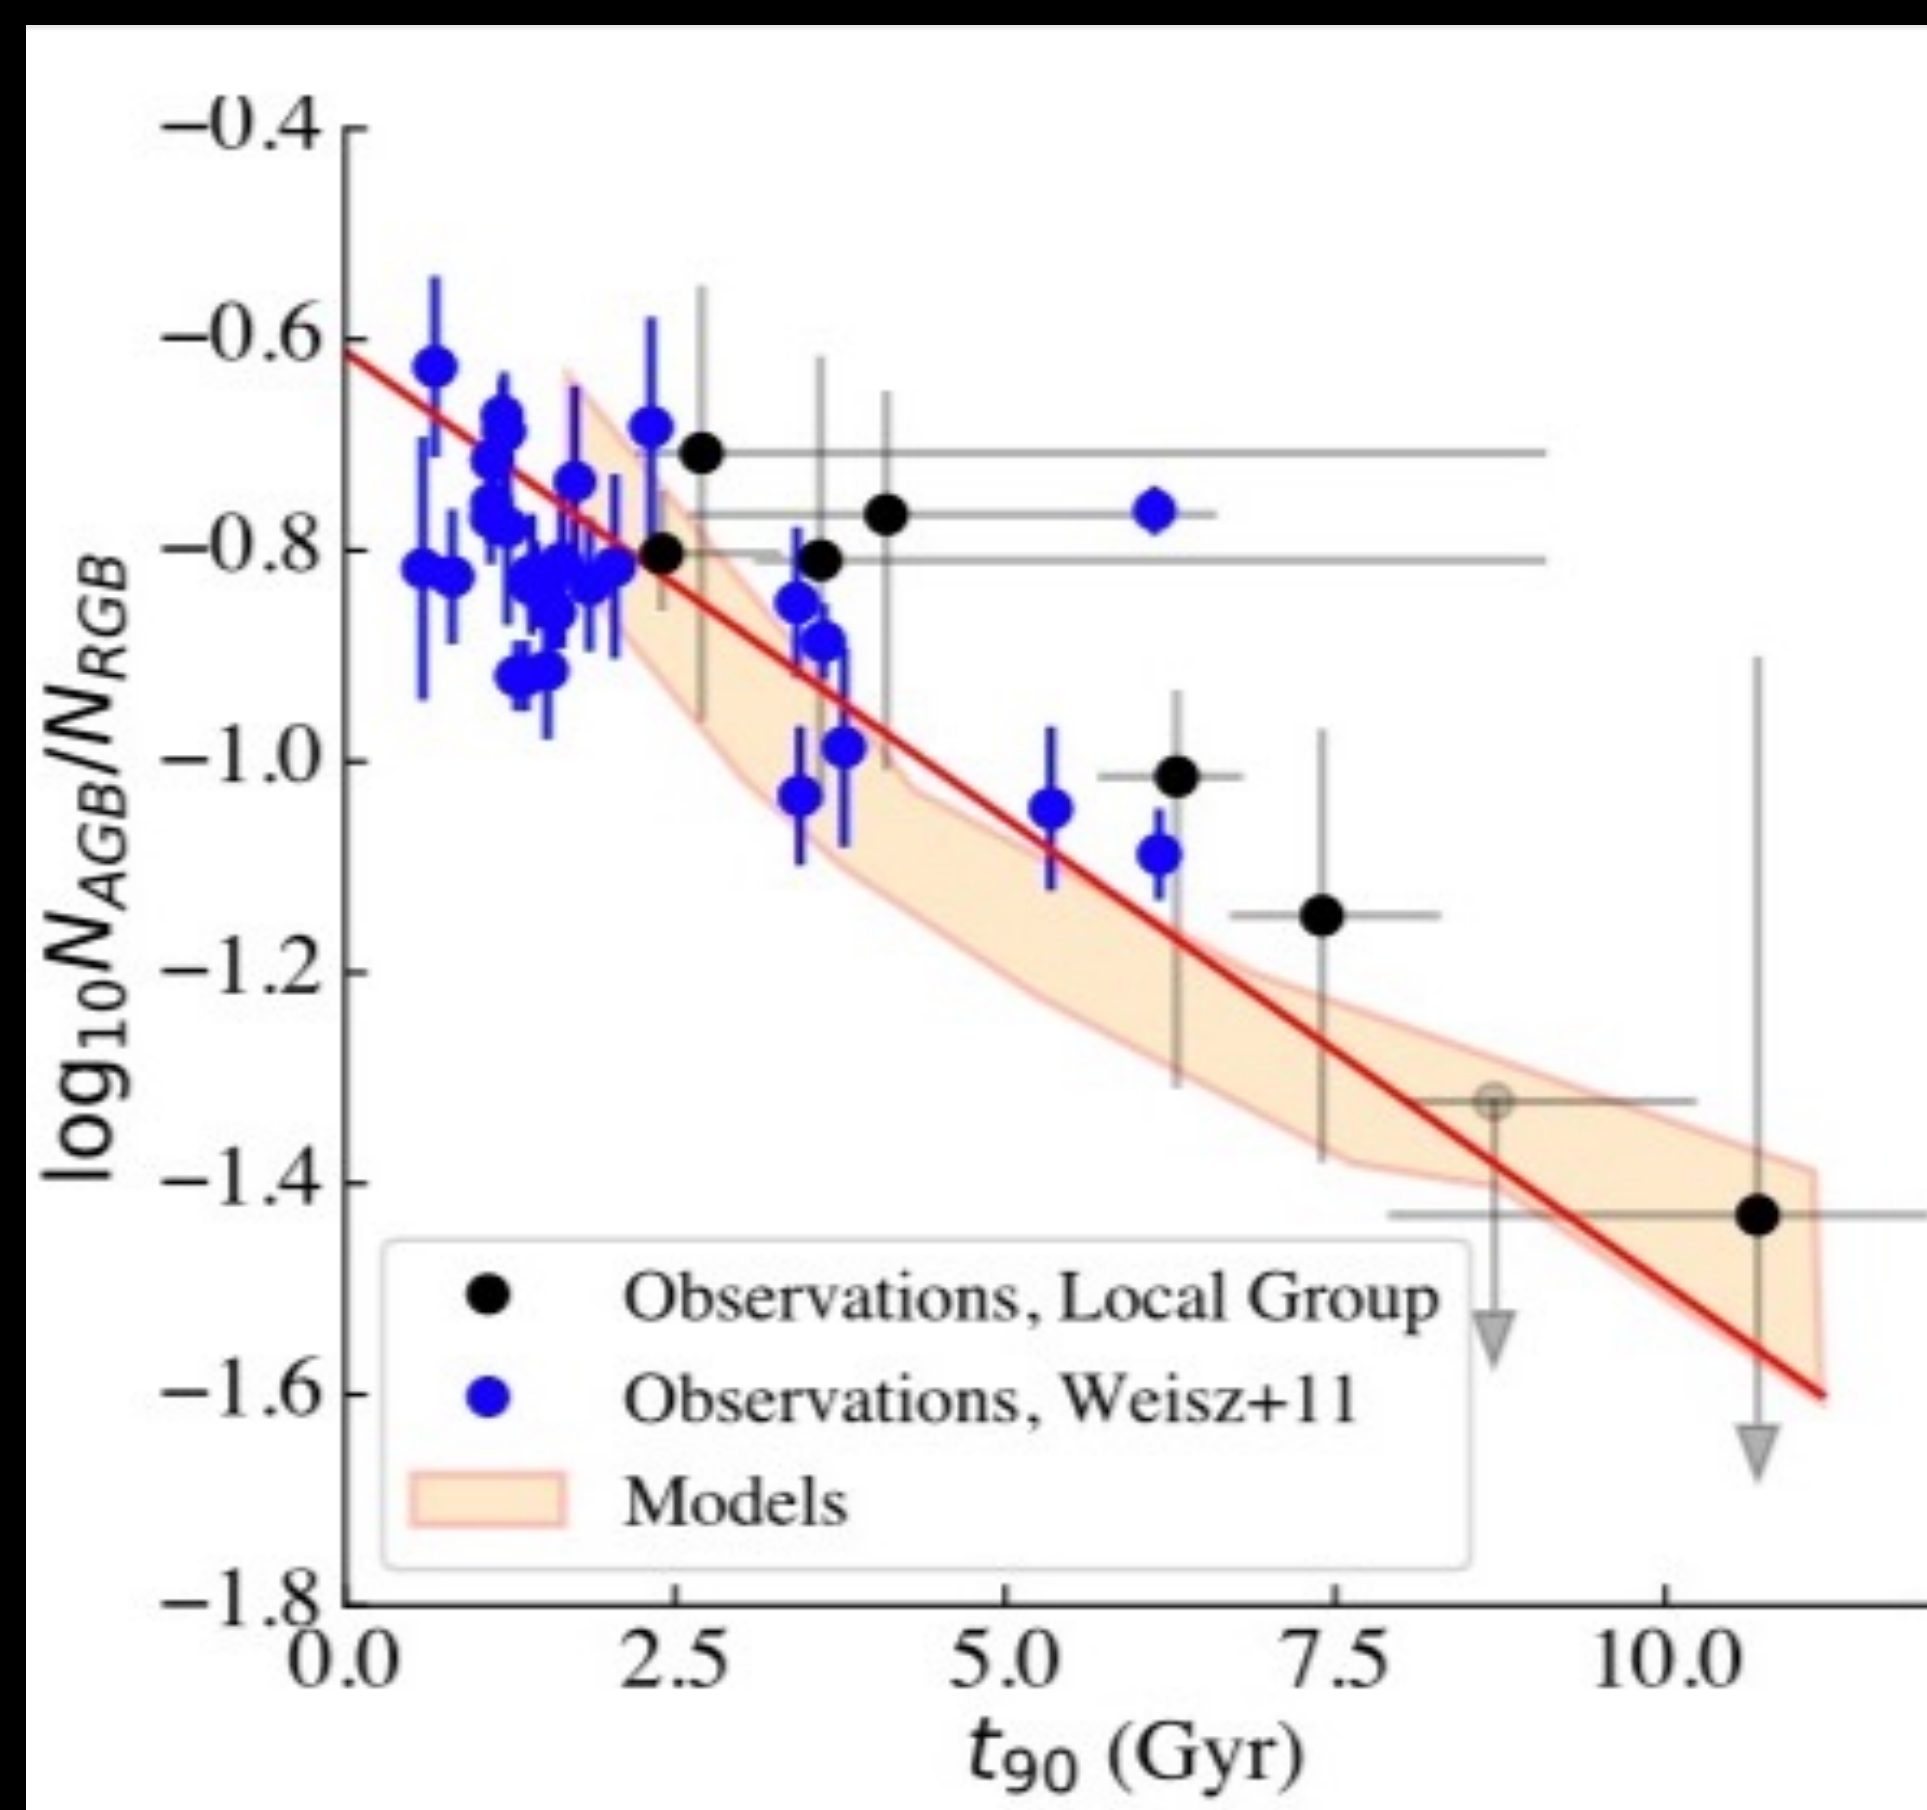 −0.4
−0.6
−0.8
−1.0
−1.2
−1.4
−1.6
−1.8
log10NAGB/NRGB
Observations, Local Group
Observations, Weisz+11
Models
0.0 2.5 5.0 7.5 10.0
t90 (Gyr)